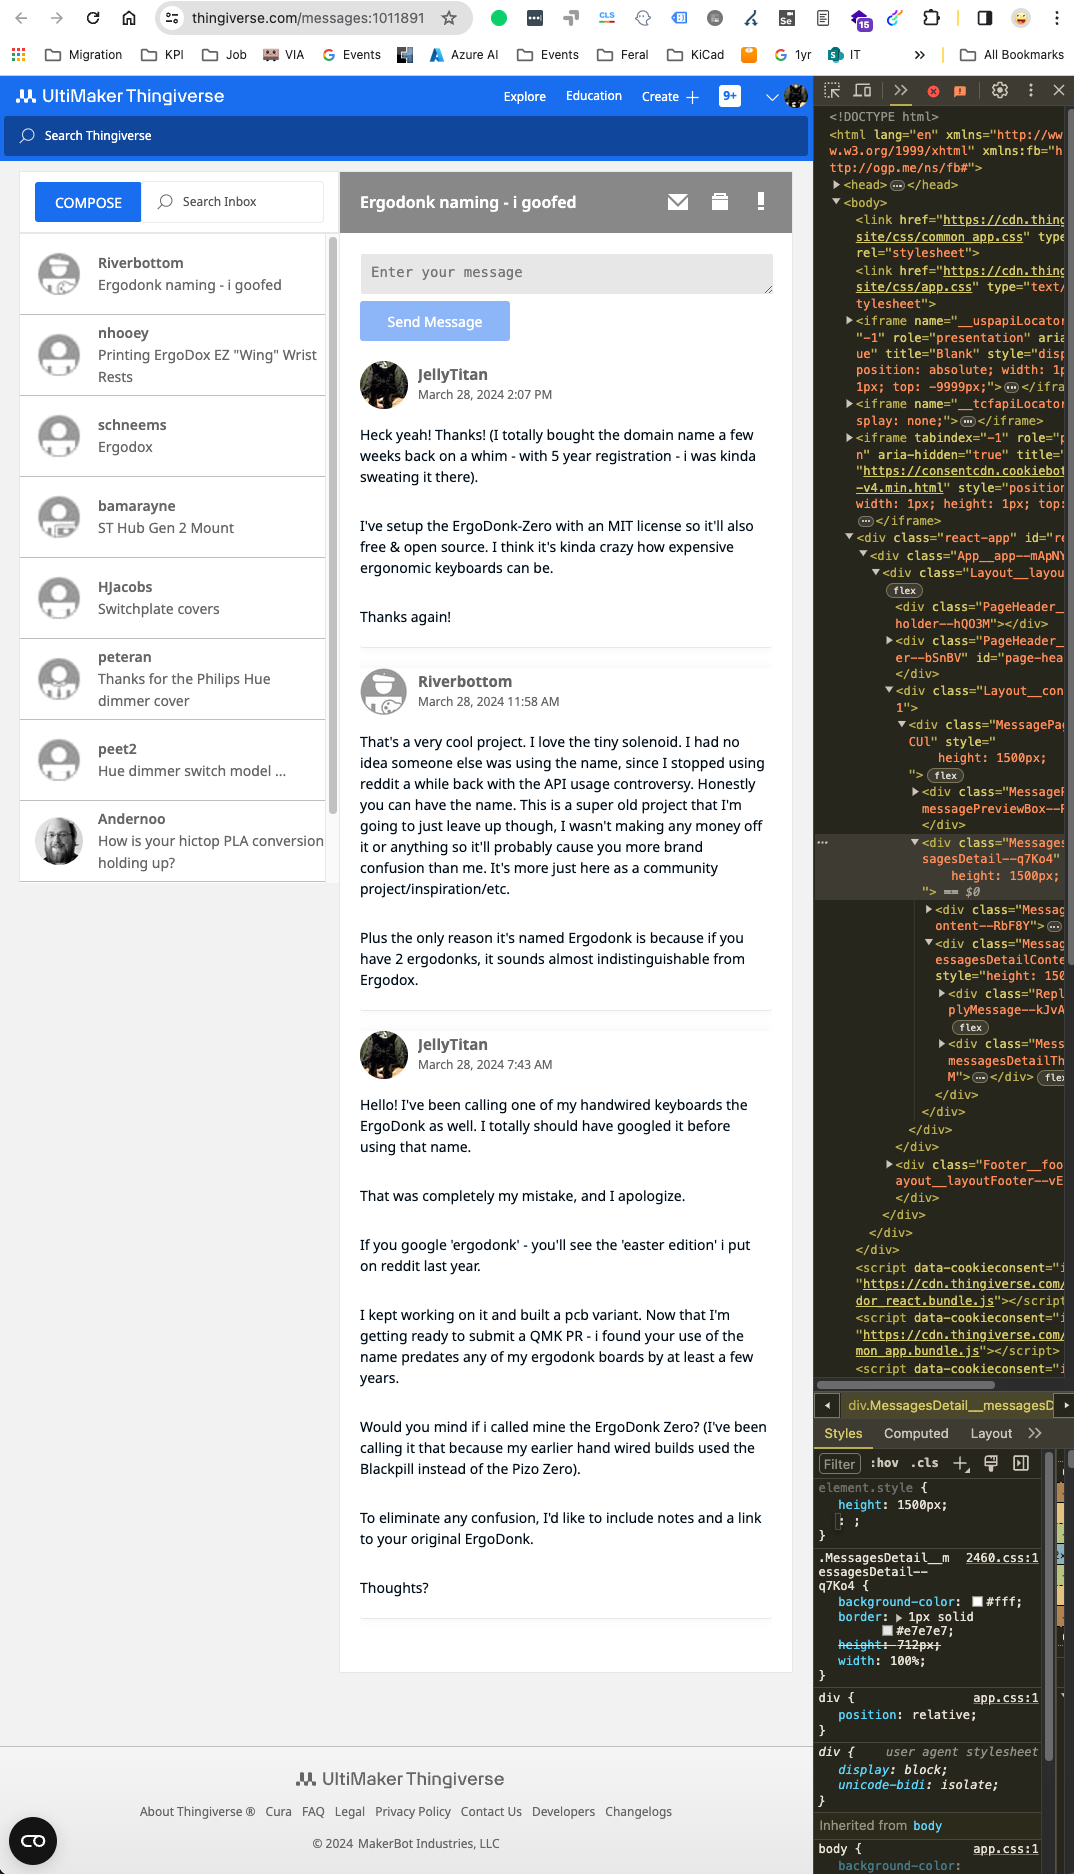 thingiverse.com/messages:1011891
CLS
Se
15
Migration
KPI
Job
VIA
Events
Azure AI
Events
Feral
KiCad
1yr
IT
All Bookmarks
UltiMaker Thingiverse
Explore
Education
Create
9+
Search Thingiverse
COMPOSE
Search Inbox
Riverbottom
Ergodonk naming - i goofed
nhooey
Printing ErgoDox EZ "Wing" Wrist
Rests
schneems
Ergodox
bamarayne
ST Hub Gen 2 Mount
HJacobs
Switchplate covers
peteran
Thanks for the Philips Hue
dimmer cover
peet2
Hue dimmer switch model ...
Andernoo
How is your hictop PLA conversion
holding up?
Ergodonk naming - i goofed
Enter your message
Send Message
JellyTitan
March 28, 2024 2:07 PM
Heck yeah! Thanks! (I totally bought the domain name a few
weeks back on a whim - with 5 year registration - i was kinda
sweating it there).
I've setup the ErgoDonk-Zero with an MIT license so it'll also
free & open source. I think it's kinda crazy how expensive
ergonomic keyboards can be.
Thanks again!
Riverbottom
March 28, 2024 11:58 AM
That's a very cool project. I love the tiny solenoid. I had no
idea someone else was using the name, since I stopped using
reddit a while back with the API usage controversy. Honestly
you can have the name. This is a super old project that I'm
going to just leave up though, I wasn't making any money off
it or anything so it'll probably cause you more brand
confusion than me. It's more just here as a community
project/inspiration/etc.
Plus the only reason it's named Ergodonk is because if you
have 2 ergodonks, it sounds almost indistinguishable from
Ergodox.
JellyTitan
March 28, 2024 7:43 AM
Hello! I've been calling one of my handwired keyboards the
ErgoDonk as well. I totally should have googled it before
using that name.
That was completely my mistake, and I apologize.
If you google 'ergodonk' - you'll see the 'easter edition' i put
on reddit last year.
I kept working on it and built a pcb variant. Now that I'm
getting ready to submit a QMK PR - i found your use of the
name predates any of my ergodonk boards by at least a few
years.
Would you mind if i called mine the ErgoDonk Zero? (I've been
calling it that because my earlier hand wired builds used the
Blackpill instead of the Pizo Zero).
To eliminate any confusion, I'd like to include notes and a link
to your original ErgoDonk.
Thoughts?
UltiMaker Thingiverse
About Thingiverse ® Cura FAQ Legal Privacy Policy Contact Us Developers Changelogs
© 2024 MakerBot Industries, LLC
<!DOCTYPE html>
<html lang="en" xmlns="http://ww
w.w3.org/1999/xhtml" xmlns:fb="h
ttp://ogp.me/ns/fb#">
<head> ... </head>
<body>
<link href="https://cdn.thing
site/css/common_app.css" type
rel="stylesheet">
<link href="https://cdn.thing
site/css/app.css" type="text/
tylesheet">
<iframe name="__uspapiLocator
"-1" role="presentation" aria
ue" title="Blank" style="disp
position: absolute; width: 1p
1px; top: -9999px;"> ... </ifra
<iframe name="__tcfapiLocator
splay: none;"> ... </iframe>
<iframe tabindex="-1" role="p
n" aria-hidden="true" title="
"https://consentcdn.cookiebot
-v4.min.html" style="position
width: 1px; height: 1px; top:
... </iframe>
<div class="react-app" id="re
<div class="App__app--mApNY
<div class="Layout__layou
flex
<div class="PageHeader__
holder--hQO3M"></div>
<div class="PageHeader__
er--bSnBV" id="page-hea
</div>
<div class="Layout__con
1">
<div class="MessagePag
CUl" style="
height: 1500px;
"> flex
<div class="MessageP
messagePreviewBox--F
</div>
<div class="Messages
sagesDetail--q7Ko4"
height: 1500px;
"> == $0
<div class="Messag
ontent--RbF8Y"> ...
<div class="Messag
essagesDetailConte
style="height: 150
<div class="Repl
plyMessage--kJvA
flex
<div class="Mess
messagesDetailTh
M"> ... </div> flex
</div>
</div>
</div>
</div>
<div class="Footer__foo
ayout__layoutFooter--vE
</div>
</div>
</div>
</div>
<script data-cookieconsent="i
"https://cdn.thingiverse.com/
dor_react.bundle.js"></script
<script data-cookieconsent="i
"https://cdn.thingiverse.com/
mon_app.bundle.js"></script>
<script data-cookieconsent="i
div.MessagesDetail__messagesD
Styles
Computed
Layout
Filter
:hov
.cls
element.style {
height: 1500px;
: ;
}
.MessagesDetail__m
essagesDetail--
q7Ko4 {
2460.css:1
background-color: #fff;
border: 1px solid
#e7e7e7;
height: 712px;
width: 100%;
}
div {
app.css:1
position: relative;
}
div {
user agent stylesheet
display: block;
unicode-bidi: isolate;
}
Inherited from body
body {
app.css:1
background-color: